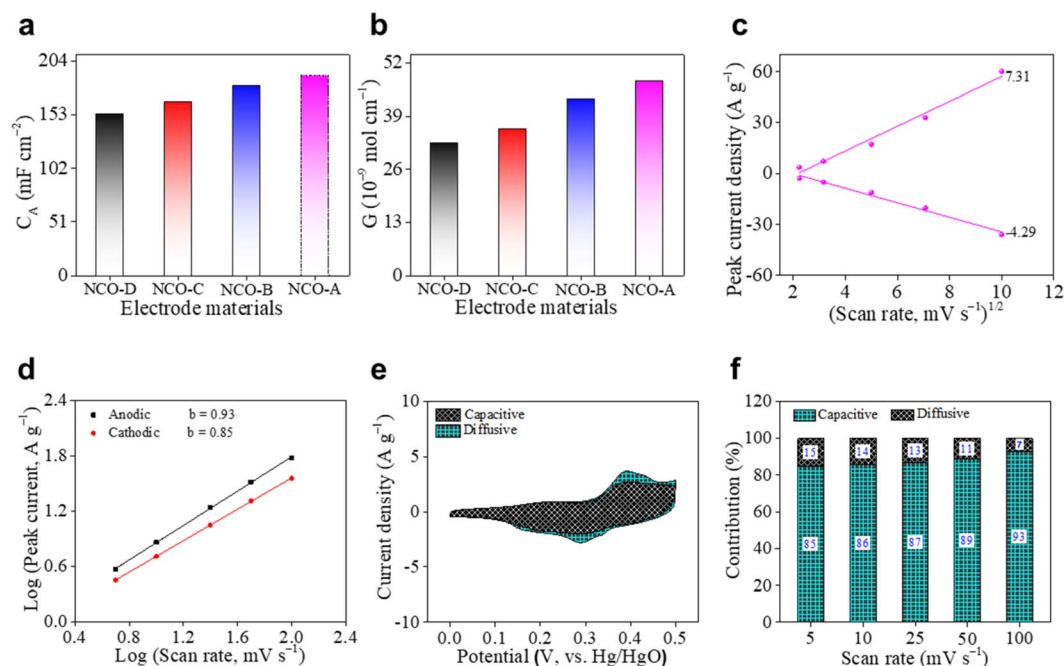 a
204
153
102
51
0
C_A (mF cm⁻²)
NCO-D NCO-C NCO-B NCO-A
Electrode materials
b
52
39
26
13
0
G (10⁻⁹ mol cm⁻¹)
NCO-D NCO-C NCO-B NCO-A
Electrode materials
c
60
30
0
-30
-60
Peak current density (A g⁻¹)
7.31
-4.29
2 4 6 8 10 12
(Scan rate, mV s⁻¹)^1/2
d
2.4
1.8
1.2
0.6
0.0
Log (Peak current, A g⁻¹)
Anodic b = 0.93
Cathodic b = 0.85
0.4 0.8 1.2 1.6 2.0 2.4
Log (Scan rate, mV s⁻¹)
e
10
5
0
-5
-10
Current density (A g⁻¹)
Capacitive
Diffusive
0.0 0.1 0.2 0.3 0.4 0.5
Potential (V, vs. Hg/HgO)
f
120
100
80
60
40
20
0
Contribution (%)
Capacitive Diffusive
15 14 13 11 7
85 86 87 89 93
5 10 25 50 100
Scan rate (mV s⁻¹)